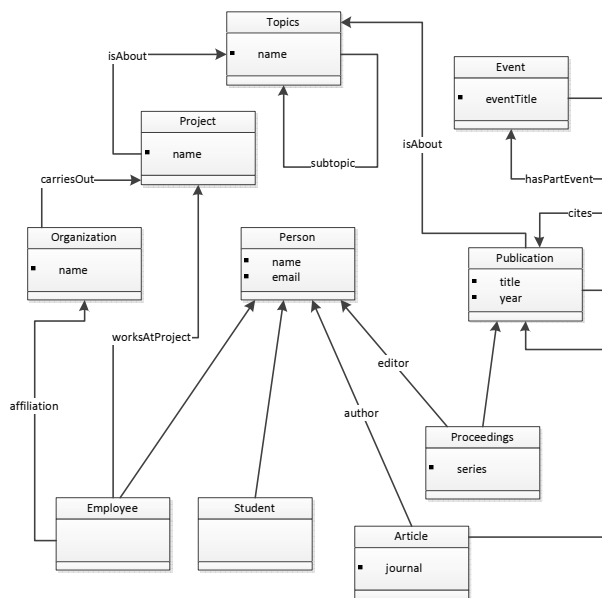 Topics
name
isAbout
Event
eventTitle
Project
name
isAbout
subtopic
hasPartEvent
carriesOut
cites
Organization
name
Person
name
email
Publication
title
year
worksAtProject
editor
affiliation
author
Proceedings
series
Employee
Student
Article
journal